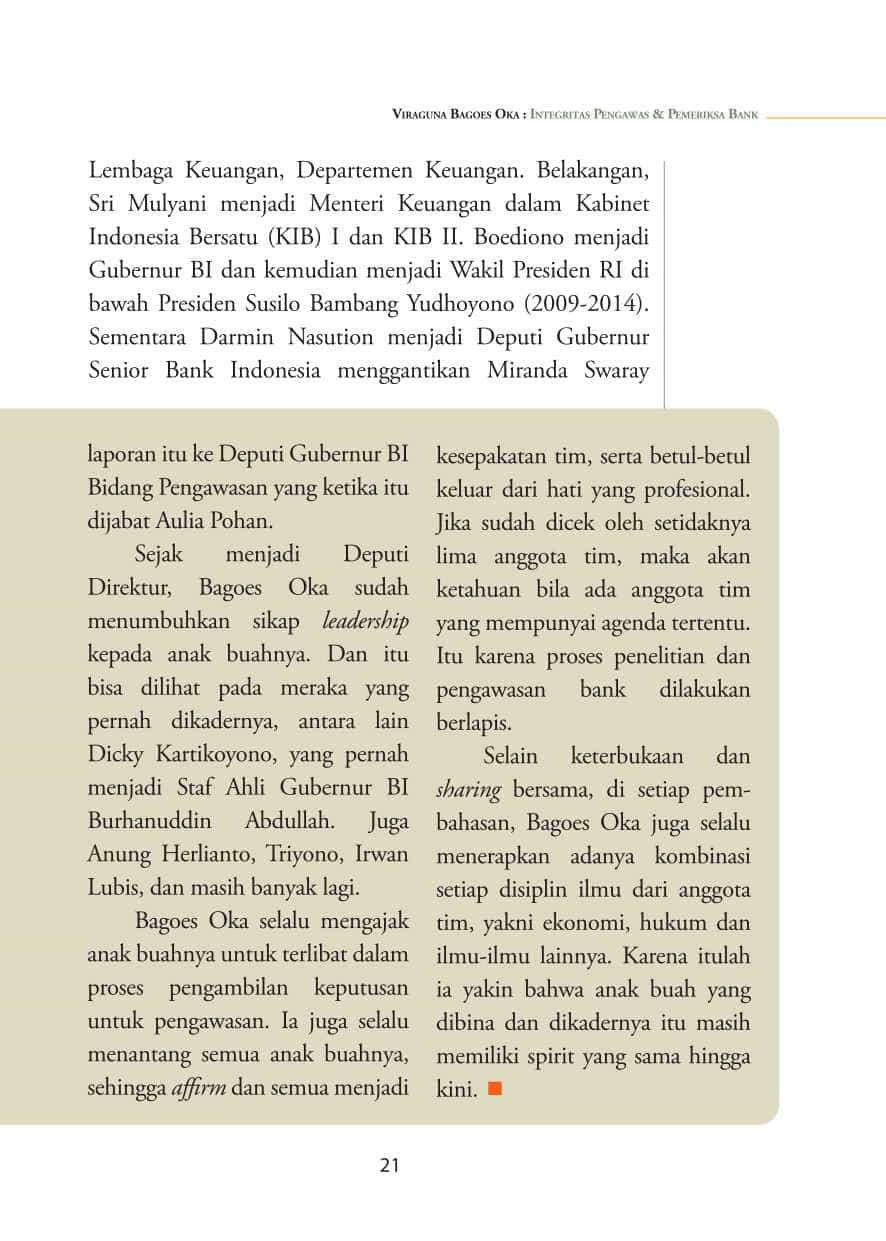 VIRAGUNA BAGOES OKA : INTEGRITAS PENGAWAS & PEMERIKSA BANK
Lembaga Keuangan, Departemen Keuangan. Belakangan,
Sri Mulyani menjadi Menteri Keuangan dalam Kabinet
Indonesia Bersatu (KIB) I dan KIB II. Boediono menjadi
Gubernur BI dan kemudian menjadi Wakil Presiden RI di
bawah Presiden Susilo Bambang Yudhoyono (2009-2014).
Sementara Darmin Nasution menjadi Deputi Gubernur
Senior Bank Indonesia menggantikan Miranda Swaray
laporan itu ke Deputi Gubernur BI
Bidang Pengawasan yang ketika itu
dijabat Aulia Pohan.
Sejak menjadi Deputi
Direktur, Bagoes Oka sudah
menumbuhkan sikap leadership
kepada anak buahnya. Dan itu
bisa dilihat pada meraka yang
pernah dikadernya, antara lain
Dicky Kartikoyono, yang pernah
menjadi Staf Ahli Gubernur BI
Burhanuddin Abdullah. Juga
Anung Herlianto, Triyono, Irwan
Lubis, dan masih banyak lagi.
Bagoes Oka selalu mengajak
anak buahnya untuk terlibat dalam
proses pengambilan keputusan
untuk pengawasan. Ia juga selalu
menantang semua anak buahnya,
sehingga affirm dan semua menjadi
kesepakatan tim, serta betul-betul
keluar dari hati yang profesional.
Jika sudah dicek oleh setidaknya
lima anggota tim, maka akan
ketahuan bila ada anggota tim
yang mempunyai agenda tertentu.
Itu karena proses penelitian dan
pengawasan bank dilakukan
berlapis.
Selain keterbukaan dan
sharing bersama, di setiap pem-
bahasan, Bagoes Oka juga selalu
menerapkan adanya kombinasi
setiap disiplin ilmu dari anggota
tim, yakni ekonomi, hukum dan
ilmu-ilmu lainnya. Karena itulah
ia yakin bahwa anak buah yang
dibina dan dikadernya itu masih
memiliki spirit yang sama hingga
kini.
21